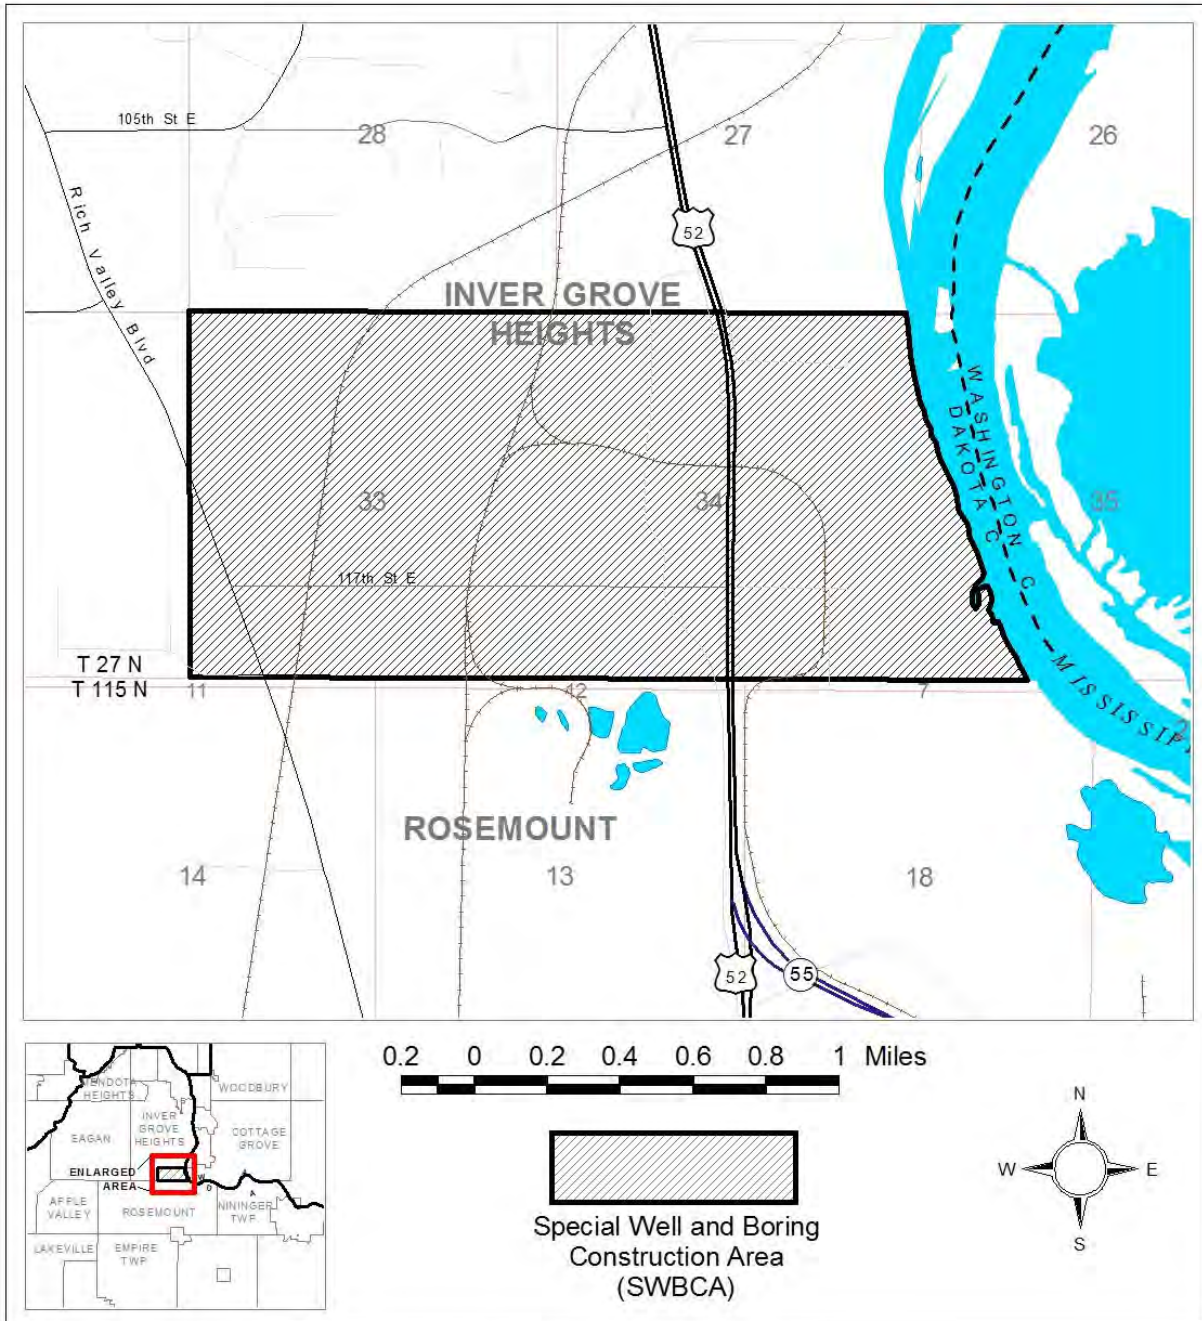 105th St E
28
27
26
Rich Valley Blvd
52
INVER GROVE
HEIGHTS
WASHINGTON C
DAKOTA C
33
34
35
117th St E
T 27 N
T 115 N
11
12
7
MISSISSIP
2
ROSEMOUNT
14
13
18
52
55
0.2 0 0.2 0.4 0.6 0.8 1 Miles
MENDOTA
HEIGHTS
WOODBURY
INVER
GROVE
HEIGHTS
EAGAN
COTTAGE
GROVE
ENLARGED
AREA
W
D
A
APPLE
VALLEY
ROSEMOUNT
NININGER
TWP
LAKEVILLE
EMPIRE
TWP
Special Well and Boring
Construction Area
(SWBCA)
N
W E
S